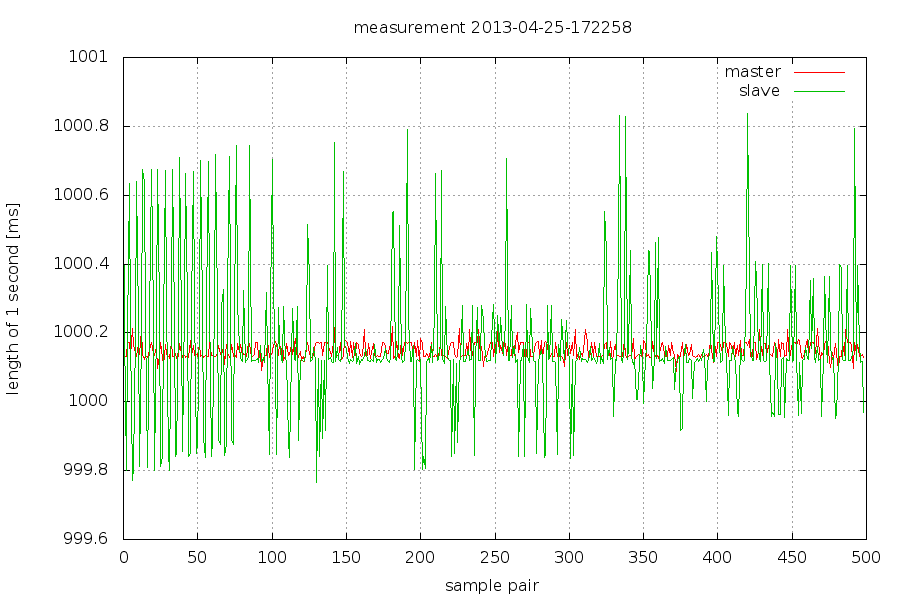 measurement 2013-04-25-172258
master
slave
length of 1 second [ms]
1001
1000.8
1000.6
1000.4
1000.2
1000
999.8
999.6
0 50 100 150 200 250 300 350 400 450 500
sample pair